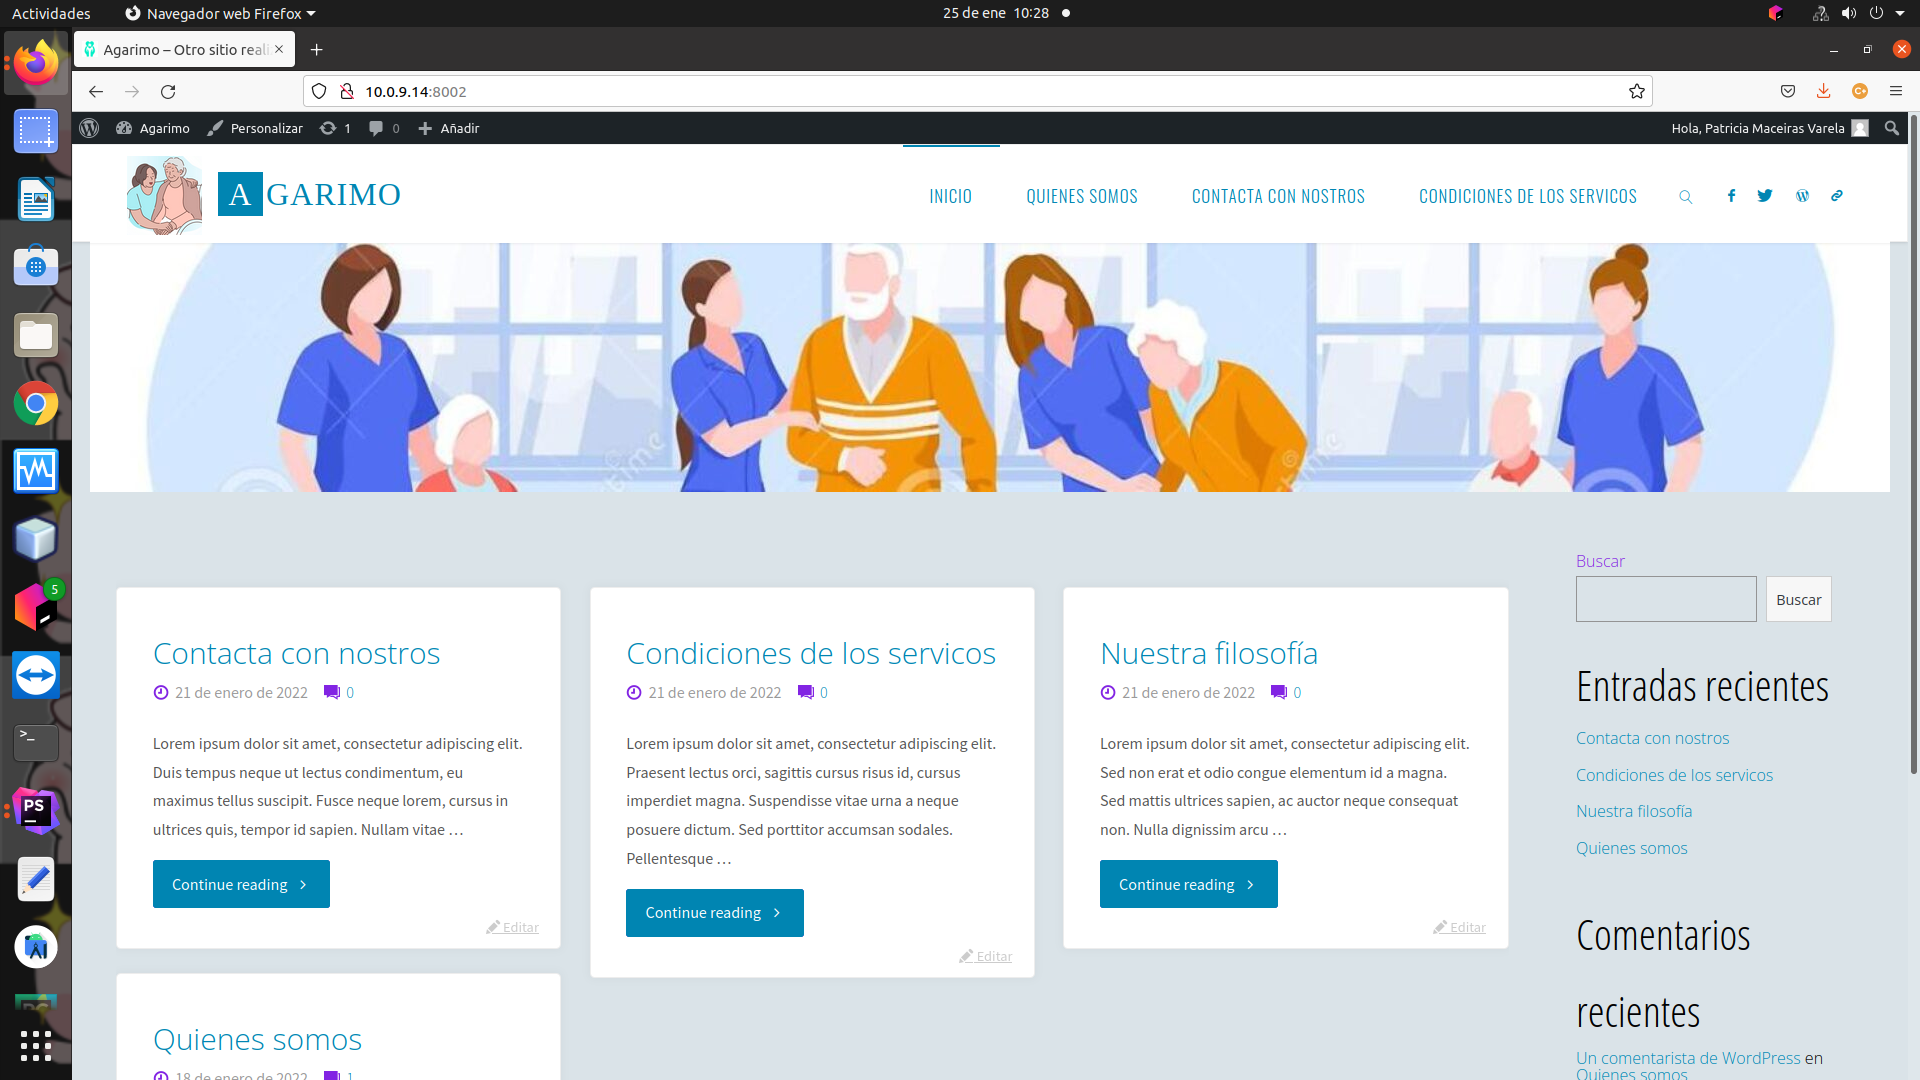 Actividades
Navegador web Firefox
25 de ene 10:28
Agarimo – Otro sitio reali
10.0.9.14:8002
Agarimo
Personalizar
1
0
Añadir
Hola, Patricia Maceiras Varela
AGARIMO
INICIO
QUIENES SOMOS
CONTACTA CON NOSTROS
CONDICIONES DE LOS SERVICOS
Contacta con nostros
21 de enero de 2022 0
Lorem ipsum dolor sit amet, consectetur adipiscing elit.
Duis tempus neque ut lectus condimentum, eu
maximus tellus suscipit. Fusce neque lorem, cursus in
ultrices quis, tempor id sapien. Nullam vitae …
Continue reading
Editar
Condiciones de los servicos
21 de enero de 2022 0
Lorem ipsum dolor sit amet, consectetur adipiscing elit.
Praesent lectus orci, sagittis cursus risus id, cursus
imperdiet magna. Suspendisse vitae urna a neque
posuere dictum. Sed porttitor accumsan sodales.
Pellentesque …
Continue reading
Editar
Nuestra filosofía
21 de enero de 2022 0
Lorem ipsum dolor sit amet, consectetur adipiscing elit.
Sed non erat et odio congue elementum id a magna.
Sed mattis ultrices sapien, ac auctor neque consequat
non. Nulla dignissim arcu …
Continue reading
Editar
Quienes somos
18 de enero de 2022 1
Buscar
Buscar
Entradas recientes
Contacta con nostros
Condiciones de los servicos
Nuestra filosofía
Quienes somos
Comentarios
recientes
Un comentarista de WordPress en
Quienes somos
5
PS
C+